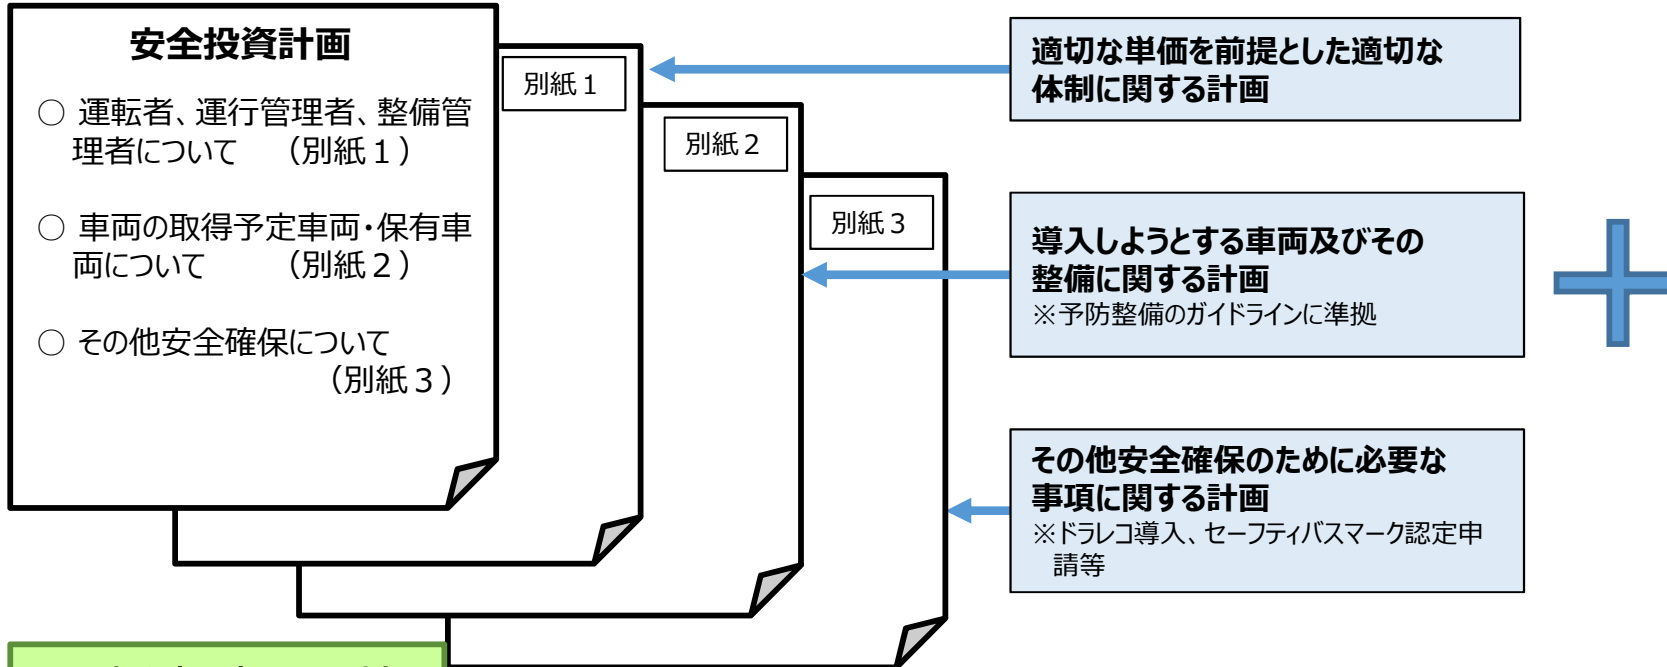 安全投資計画
○ 運転者、運行管理者、整備管
理者について （別紙１）
○ 車両の取得予定車両・保有車
両について （別紙２）
○ その他安全確保について
（別紙３）
別紙１
別紙２
別紙３
適切な単価を前提とした適切な
体制に関する計画
導入しようとする車両及びその
整備に関する計画
※予防整備のガイドラインに準拠
その他安全確保のために必要な
事項に関する計画
※ドラレコ導入、セーフティバスマーク認定申
請等